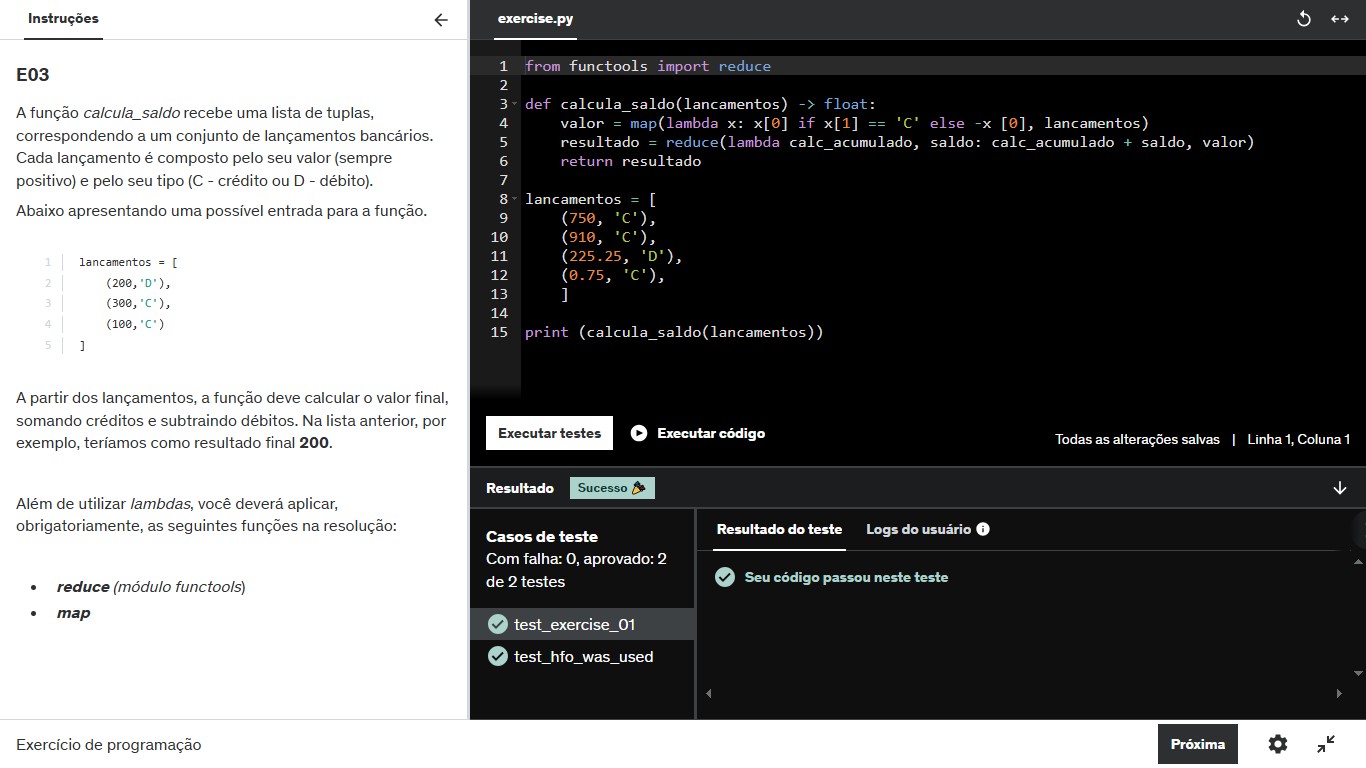 Instruções
E03
A função calcula_saldo recebe uma lista de tuplas,
correspondendo a um conjunto de lançamentos bancários.
Cada lançamento é composto pelo seu valor (sempre
positivo) e pelo seu tipo (C - crédito ou D - débito).
Abaixo apresentando uma possível entrada para a função.
1 lancamentos = [
2     (200,'D'),
3     (300,'C'),
4     (100,'C')
5 ]
A partir dos lançamentos, a função deve calcular o valor final,
somando créditos e subtraindo débitos. Na lista anterior, por
exemplo, teríamos como resultado final 200.
Além de utilizar lambdas, você deverá aplicar,
obrigatoriamente, as seguintes funções na resolução:
• reduce (módulo functools)
• map
exercise.py
1 from functools import reduce
2
3 def calcula_saldo(lancamentos) -> float:
4     valor = map(lambda x: x[0] if x[1] == 'C' else -x [0], lancamentos)
5     resultado = reduce(lambda calc_acumulado, saldo: calc_acumulado + saldo, valor)
6     return resultado
7
8 lancamentos = [
9     (750, 'C'),
10     (910, 'C'),
11     (225.25, 'D'),
12     (0.75, 'C'),
13     ]
14
15 print (calcula_saldo(lancamentos))
Executar testes Executar código
Todas as alterações salvas | Linha 1, Coluna 1
Resultado Sucesso
Casos de teste
Com falha: 0, aprovado: 2
de 2 testes
test_exercise_01
test_hfo_was_used
Resultado do teste Logs do usuário
Seu código passou neste teste
Exercício de programação
Próxima